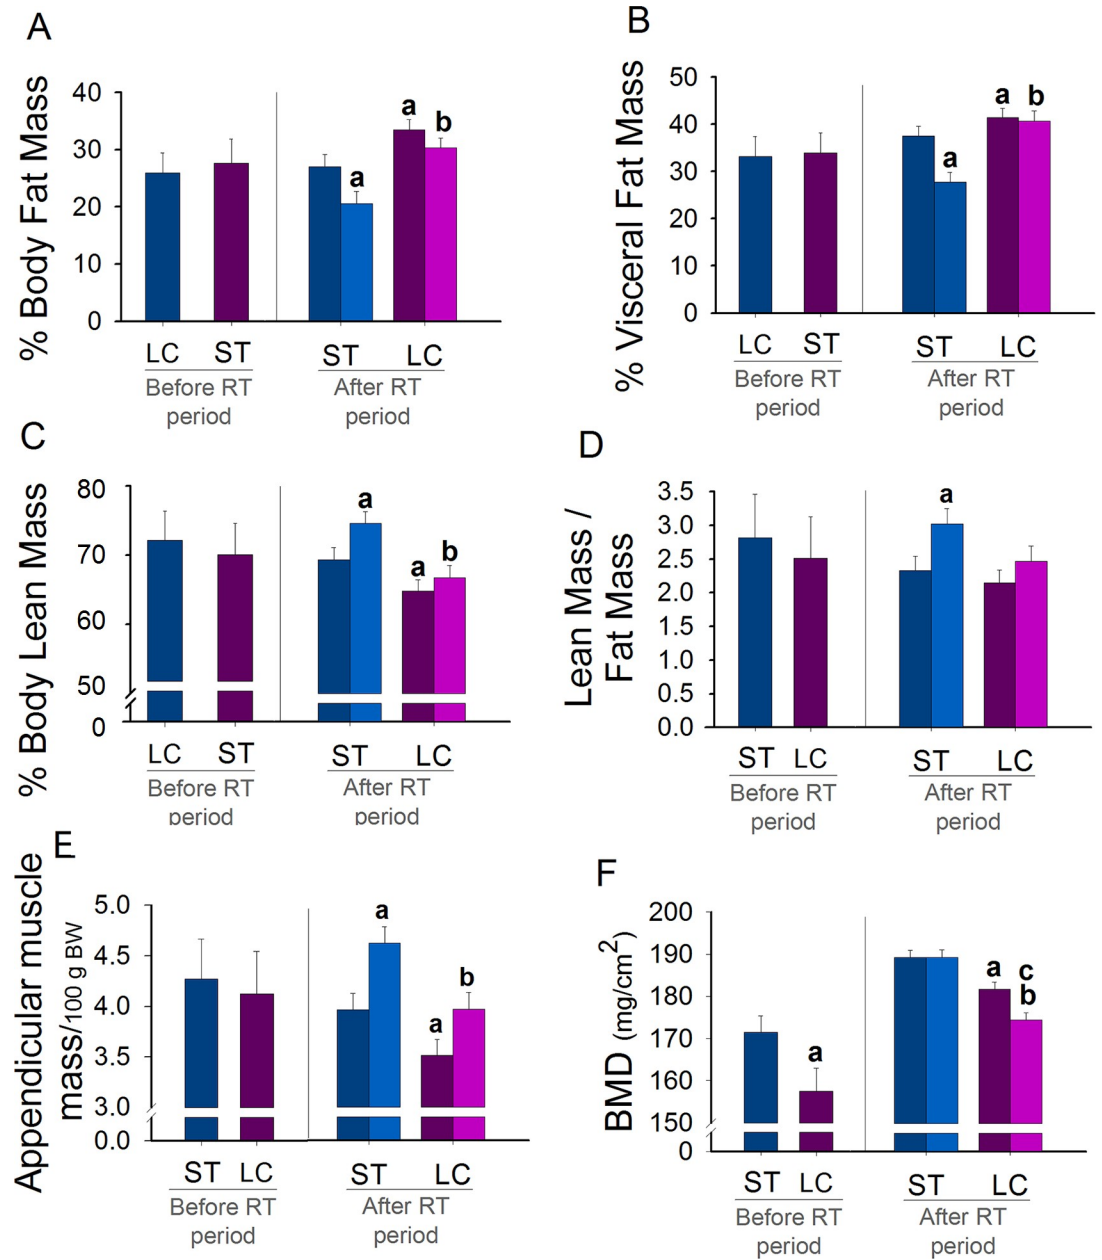 A
% Body Fat Mass
40
30
20
10
0
a
a
b
LC ST
ST LC
Before RT
period
After RT
period
B
% Visceral Fat Mass
50
40
30
20
10
0
a
a
b
LC ST
ST LC
Before RT
period
After RT
period
C
% Body Lean Mass
80
70
60
50
0
a
a
b
LC ST
ST LC
Before RT
period
After RT
period
D
Lean Mass /
Fat Mass
3.5
3.0
2.5
2.0
1.5
1.0
0.5
0.0
a
ST LC
ST LC
Before RT
period
After RT
period
E
Appendicular muscle
mass/100 g BW
5.0
4.5
4.0
3.5
3.0
0.0
a
a
b
ST LC
ST LC
Before RT
period
After RT
period
F
BMD (mg/cm2)
200
190
180
170
160
150
0
a
a
c
b
ST LC
ST LC
Before RT
period
After RT
period